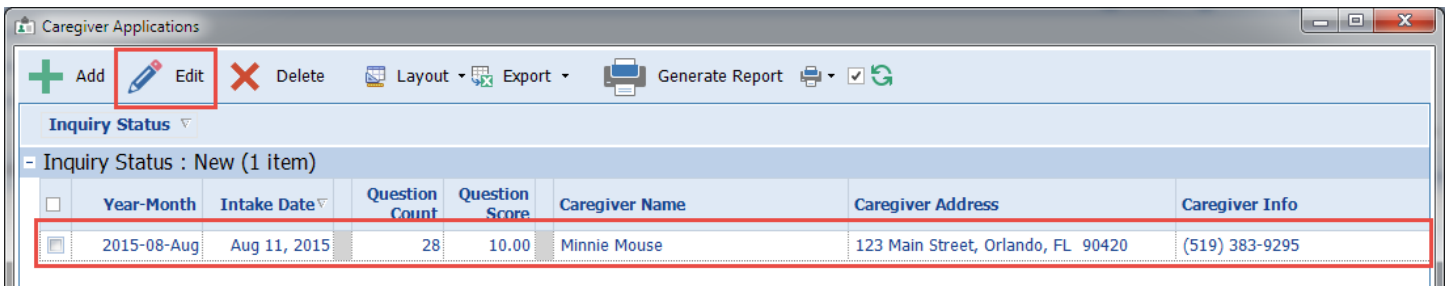 Caregiver Applications
Add Edit Delete Layout Export Generate Report
Inquiry Status
Inquiry Status : New (1 item)
Year-Month Intake Date Question Count Question Score Caregiver Name Caregiver Address Caregiver Info
2015-08-Aug Aug 11, 2015 28 10.00 Minnie Mouse 123 Main Street, Orlando, FL 90420 (519) 383-9295